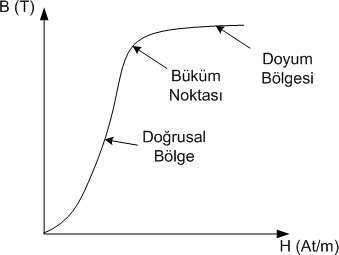 B (T)
Doyum
Bölgesi
Büküm
Noktası
Doğrusal
Bölge
H (At/m)